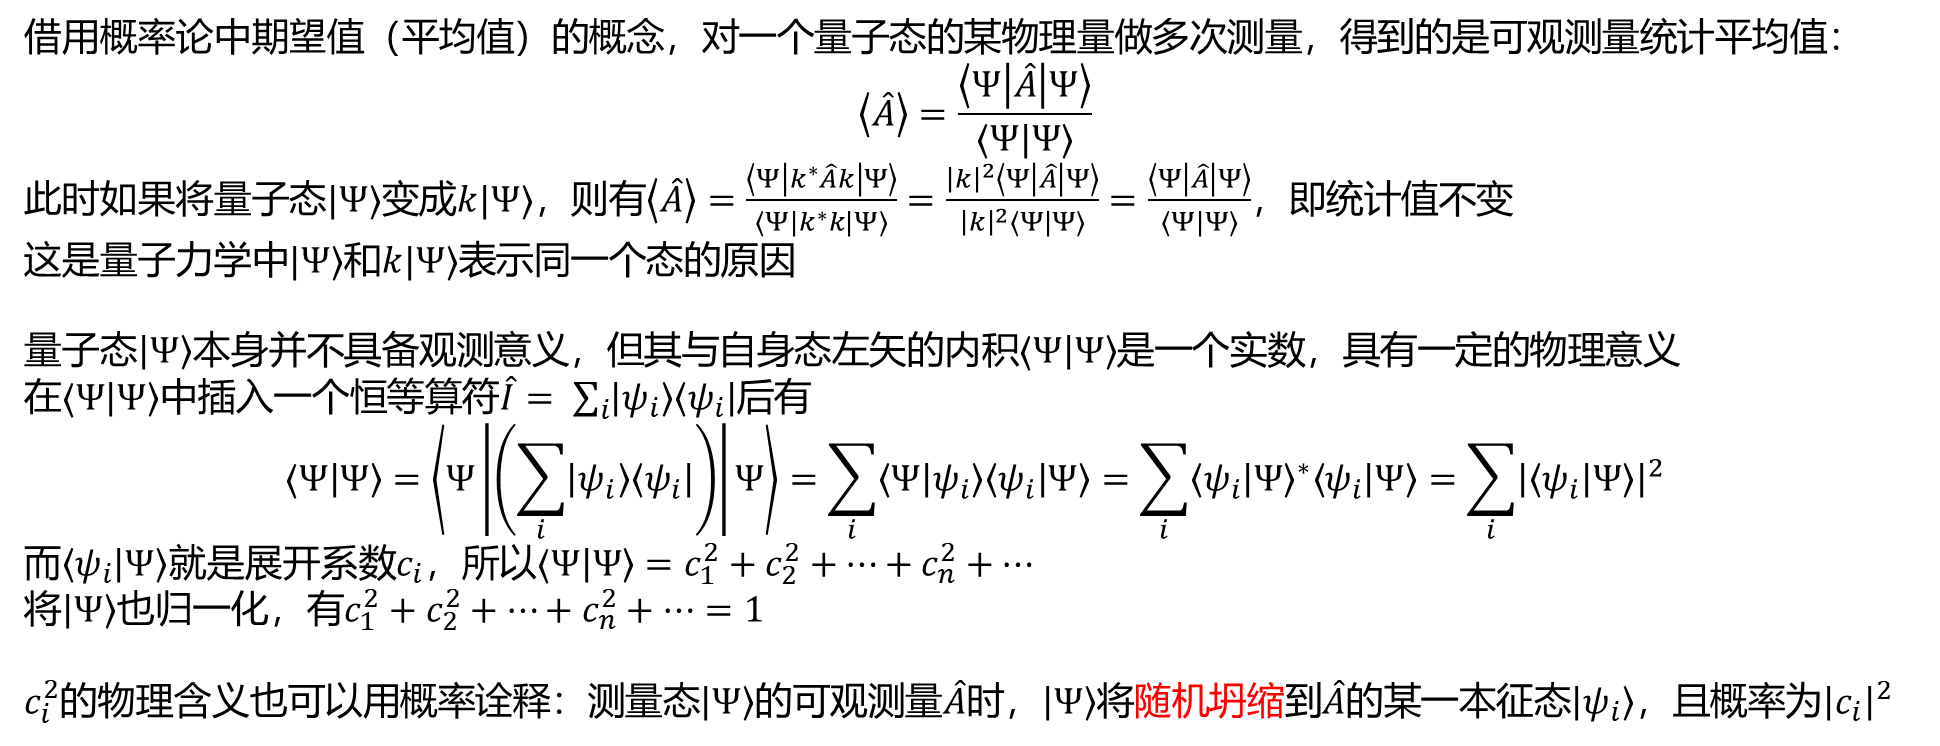 借用概率论中期望值（平均值）的概念，对一个量子态的某物理量做多次测量，得到的是可观测量统计平均值：
⟨Â⟩ = ⟨Ψ|Â|Ψ⟩ / ⟨Ψ|Ψ⟩
此时如果将量子态|Ψ⟩变成k|Ψ⟩，则有⟨Â⟩ = ⟨Ψ|k*Âk|Ψ⟩ / ⟨Ψ|k*k|Ψ⟩ = |k|²⟨Ψ|Â|Ψ⟩ / |k|²⟨Ψ|Ψ⟩ = ⟨Ψ|Â|Ψ⟩ / ⟨Ψ|Ψ⟩，即统计值不变
这是量子力学中|Ψ⟩和k|Ψ⟩表示同一个态的原因
量子态|Ψ⟩本身并不具备观测意义，但其与自身态左矢的内积⟨Ψ|Ψ⟩是一个实数，具有一定的物理意义
在⟨Ψ|Ψ⟩中插入一个恒等算符Î = ∑ᵢ|ψᵢ⟩⟨ψᵢ|后有
⟨Ψ|Ψ⟩ = ⟨Ψ|(∑ᵢ|ψᵢ⟩⟨ψᵢ|)|Ψ⟩ = ∑ᵢ⟨Ψ|ψᵢ⟩⟨ψᵢ|Ψ⟩ = ∑ᵢ⟨ψᵢ|Ψ⟩*⟨ψᵢ|Ψ⟩ = ∑ᵢ|⟨ψᵢ|Ψ⟩|²
而⟨ψᵢ|Ψ⟩就是展开系数cᵢ，所以⟨Ψ|Ψ⟩ = c₁² + c₂² + ⋯ + cₙ² + ⋯
将|Ψ⟩也归一化，有c₁² + c₂² + ⋯ + cₙ² + ⋯ = 1
cᵢ²的物理含义也可以用概率诠释：测量态|Ψ⟩的可观测量Â时，|Ψ⟩将随机坍缩到Â的某一本征态|ψᵢ⟩，且概率为|cᵢ|²